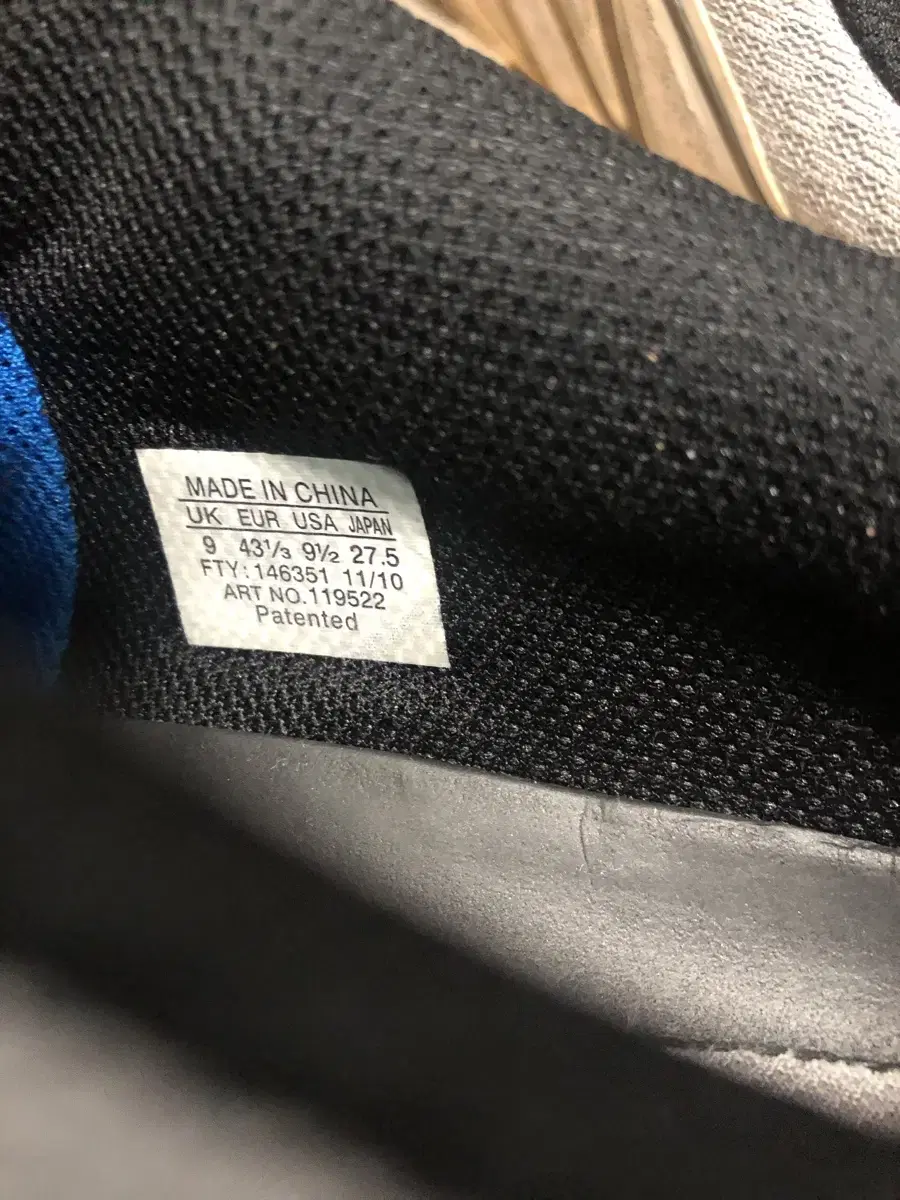 MADE IN CHINA
UK EUR USA JAPAN
9 43⅓ 9½ 27.5
FTY: 146351 11/10
ART NO.119522
Patented